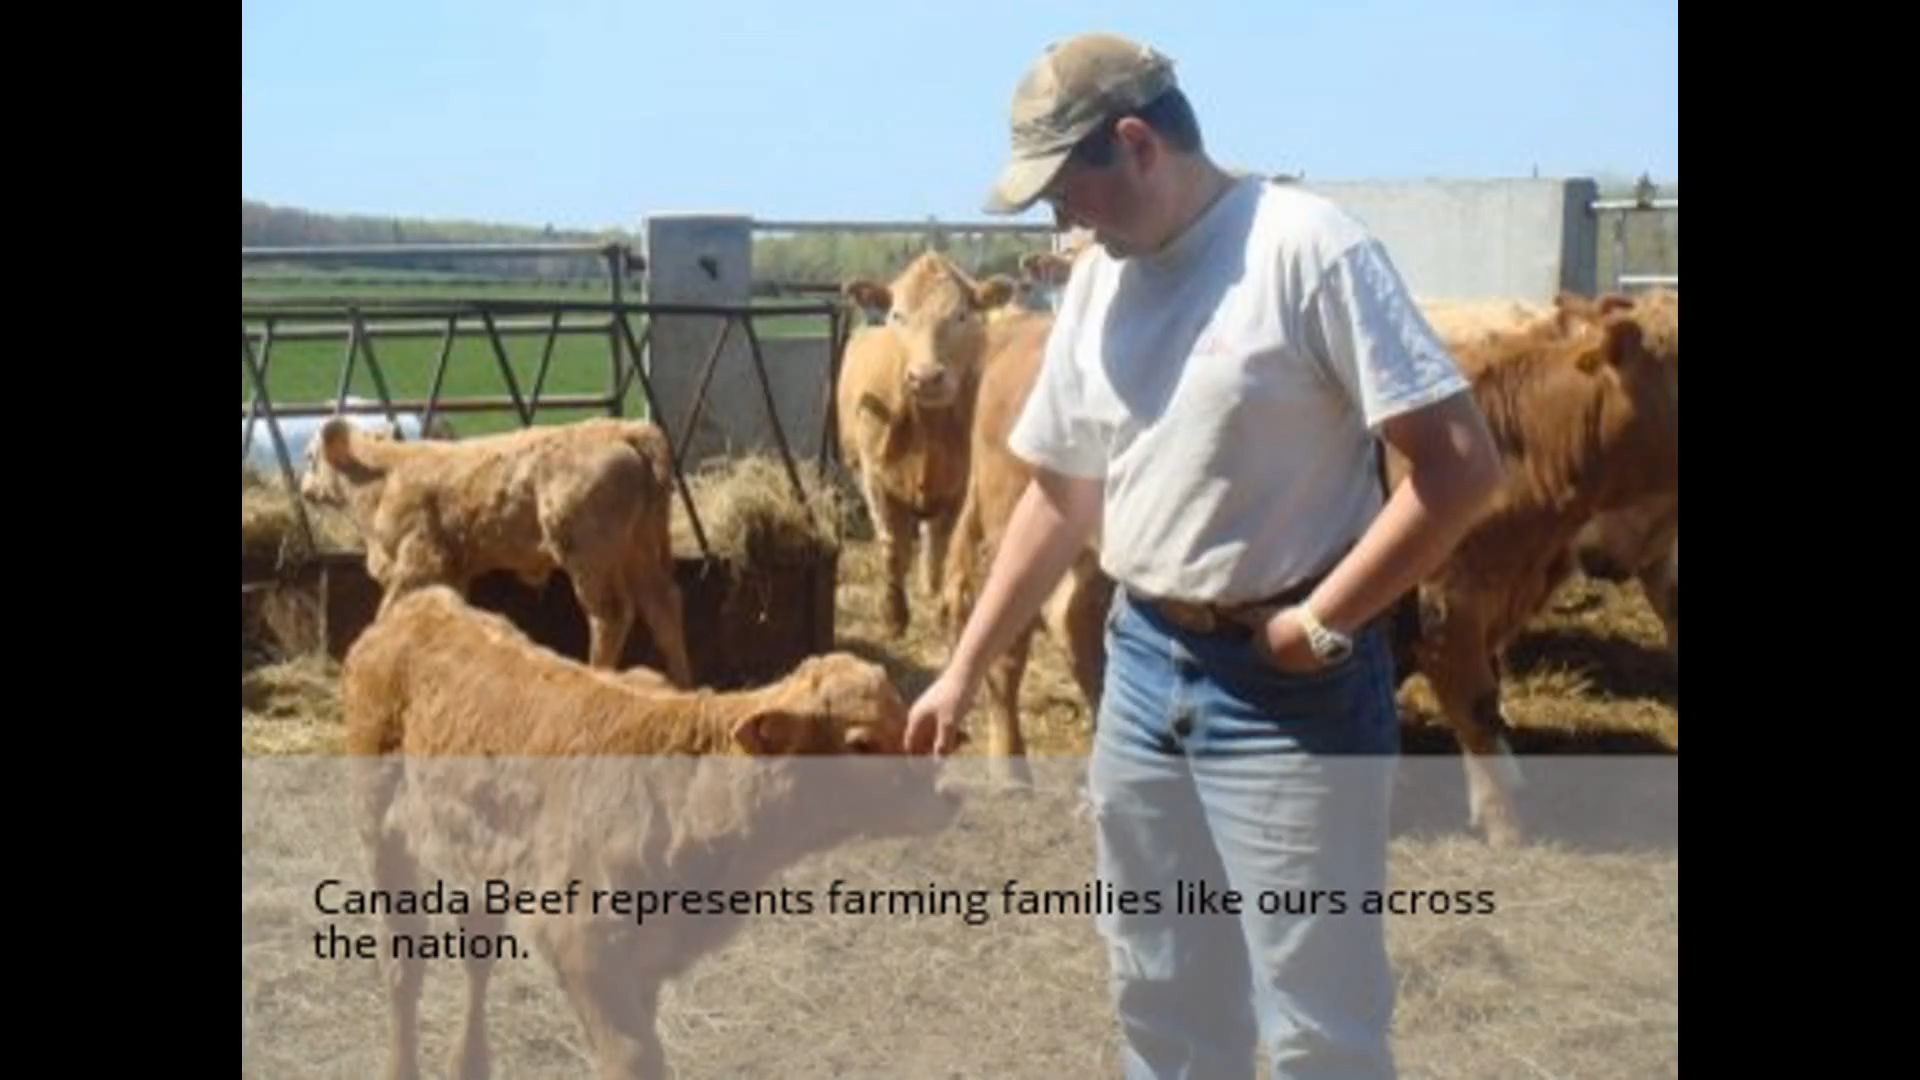 Canada Beef represents farming families like ours across
the nation.